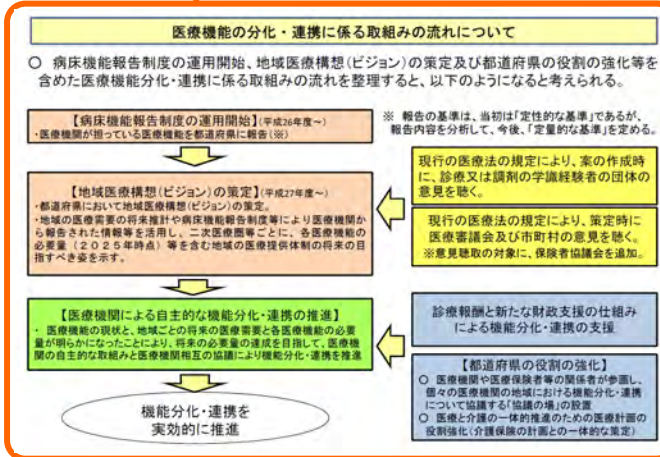 医療機能の分化・連携に係る取組みの流れについて
○ 病床機能報告制度の運用開始、地域医療構想(ビジョン)の策定及び都道府県の役割の強化等を
含めた医療機能分化・連携に係る取組みの流れを整理すると、以下のようになると考えられる。
【病床機能報告制度の運用開始】(平成26年度~)
・医療機関が担っている医療機能を都道府県に報告(※)
※ 報告の基準は、当初は「定性的な基準」であるが、
報告内容を分析して、今後、「定量的な基準」を定める。
【地域医療構想(ビジョン)の策定】(平成27年度~)
・都道府県において地域医療構想(ビジョン)の策定。
・地域の医療需要の将来推計や病床機能報告制度等により医療機関か
ら報告された情報等を活用し、二次医療圏等ごとに、各医療機能の
必要量(2025年時点)等を含む地域の医療提供体制の将来の目
指すべき姿を示す。
現行の医療法の規定により、案の作成時
に、診療又は調剤の学識経験者の団体の
意見を聴く。
現行の医療法の規定により、策定時に
医療審議会及び市町村の意見を聴く。
※意見聴取の対象に、保険者協議会を追加。
【医療機関による自主的な機能分化・連携の推進】
・ 医療機能の現状と、地域ごとの将来の医療需要と各医療機能の必要
量が明らかになったことにより、将来の必要量の達成を目指して、医療機
関の自主的な取組みと医療機関相互の協議により機能分化・連携を推進
診療報酬と新たな財政支援の仕組み
による機能分化・連携の支援
【都道府県の役割の強化】
○ 医療機関や医療保険者等の関係者が参画し、
個々の医療機関の地域における機能分化・連携
について協議する「協議の場」の設置
○ 医療と介護の一体的推進のための医療計画の
役割強化(介護保険の計画との一体的な策定)
機能分化・連携を
実効的に推進